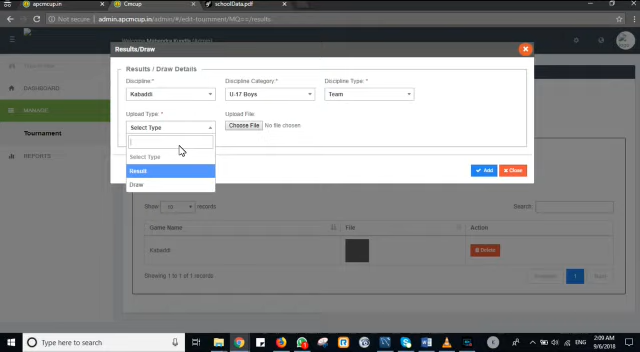 apcmcup.in
Cmcup
schoolData.pdf
Not secure | admin.apcmcup.in/admin/#/edit-tournment/MQ==/results
Results/Draw
Results / Draw Details
Discipline *
Discipline Category *
Discipline Type *
Kabaddi
U-17 Boys
Team
Upload Type: *
Upload File:
Select Type
Choose File
No file chosen
Select Type
Result
Draw
Add
Close
DASHBOARD
MANAGE
Tournament
REPORTS
Show 10 records
Search:
Game Name
File
Action
Kabaddi
Delete
Showing 1 to 1 of 1 records
1
Type here to search
2:09 AM
9/6/2018